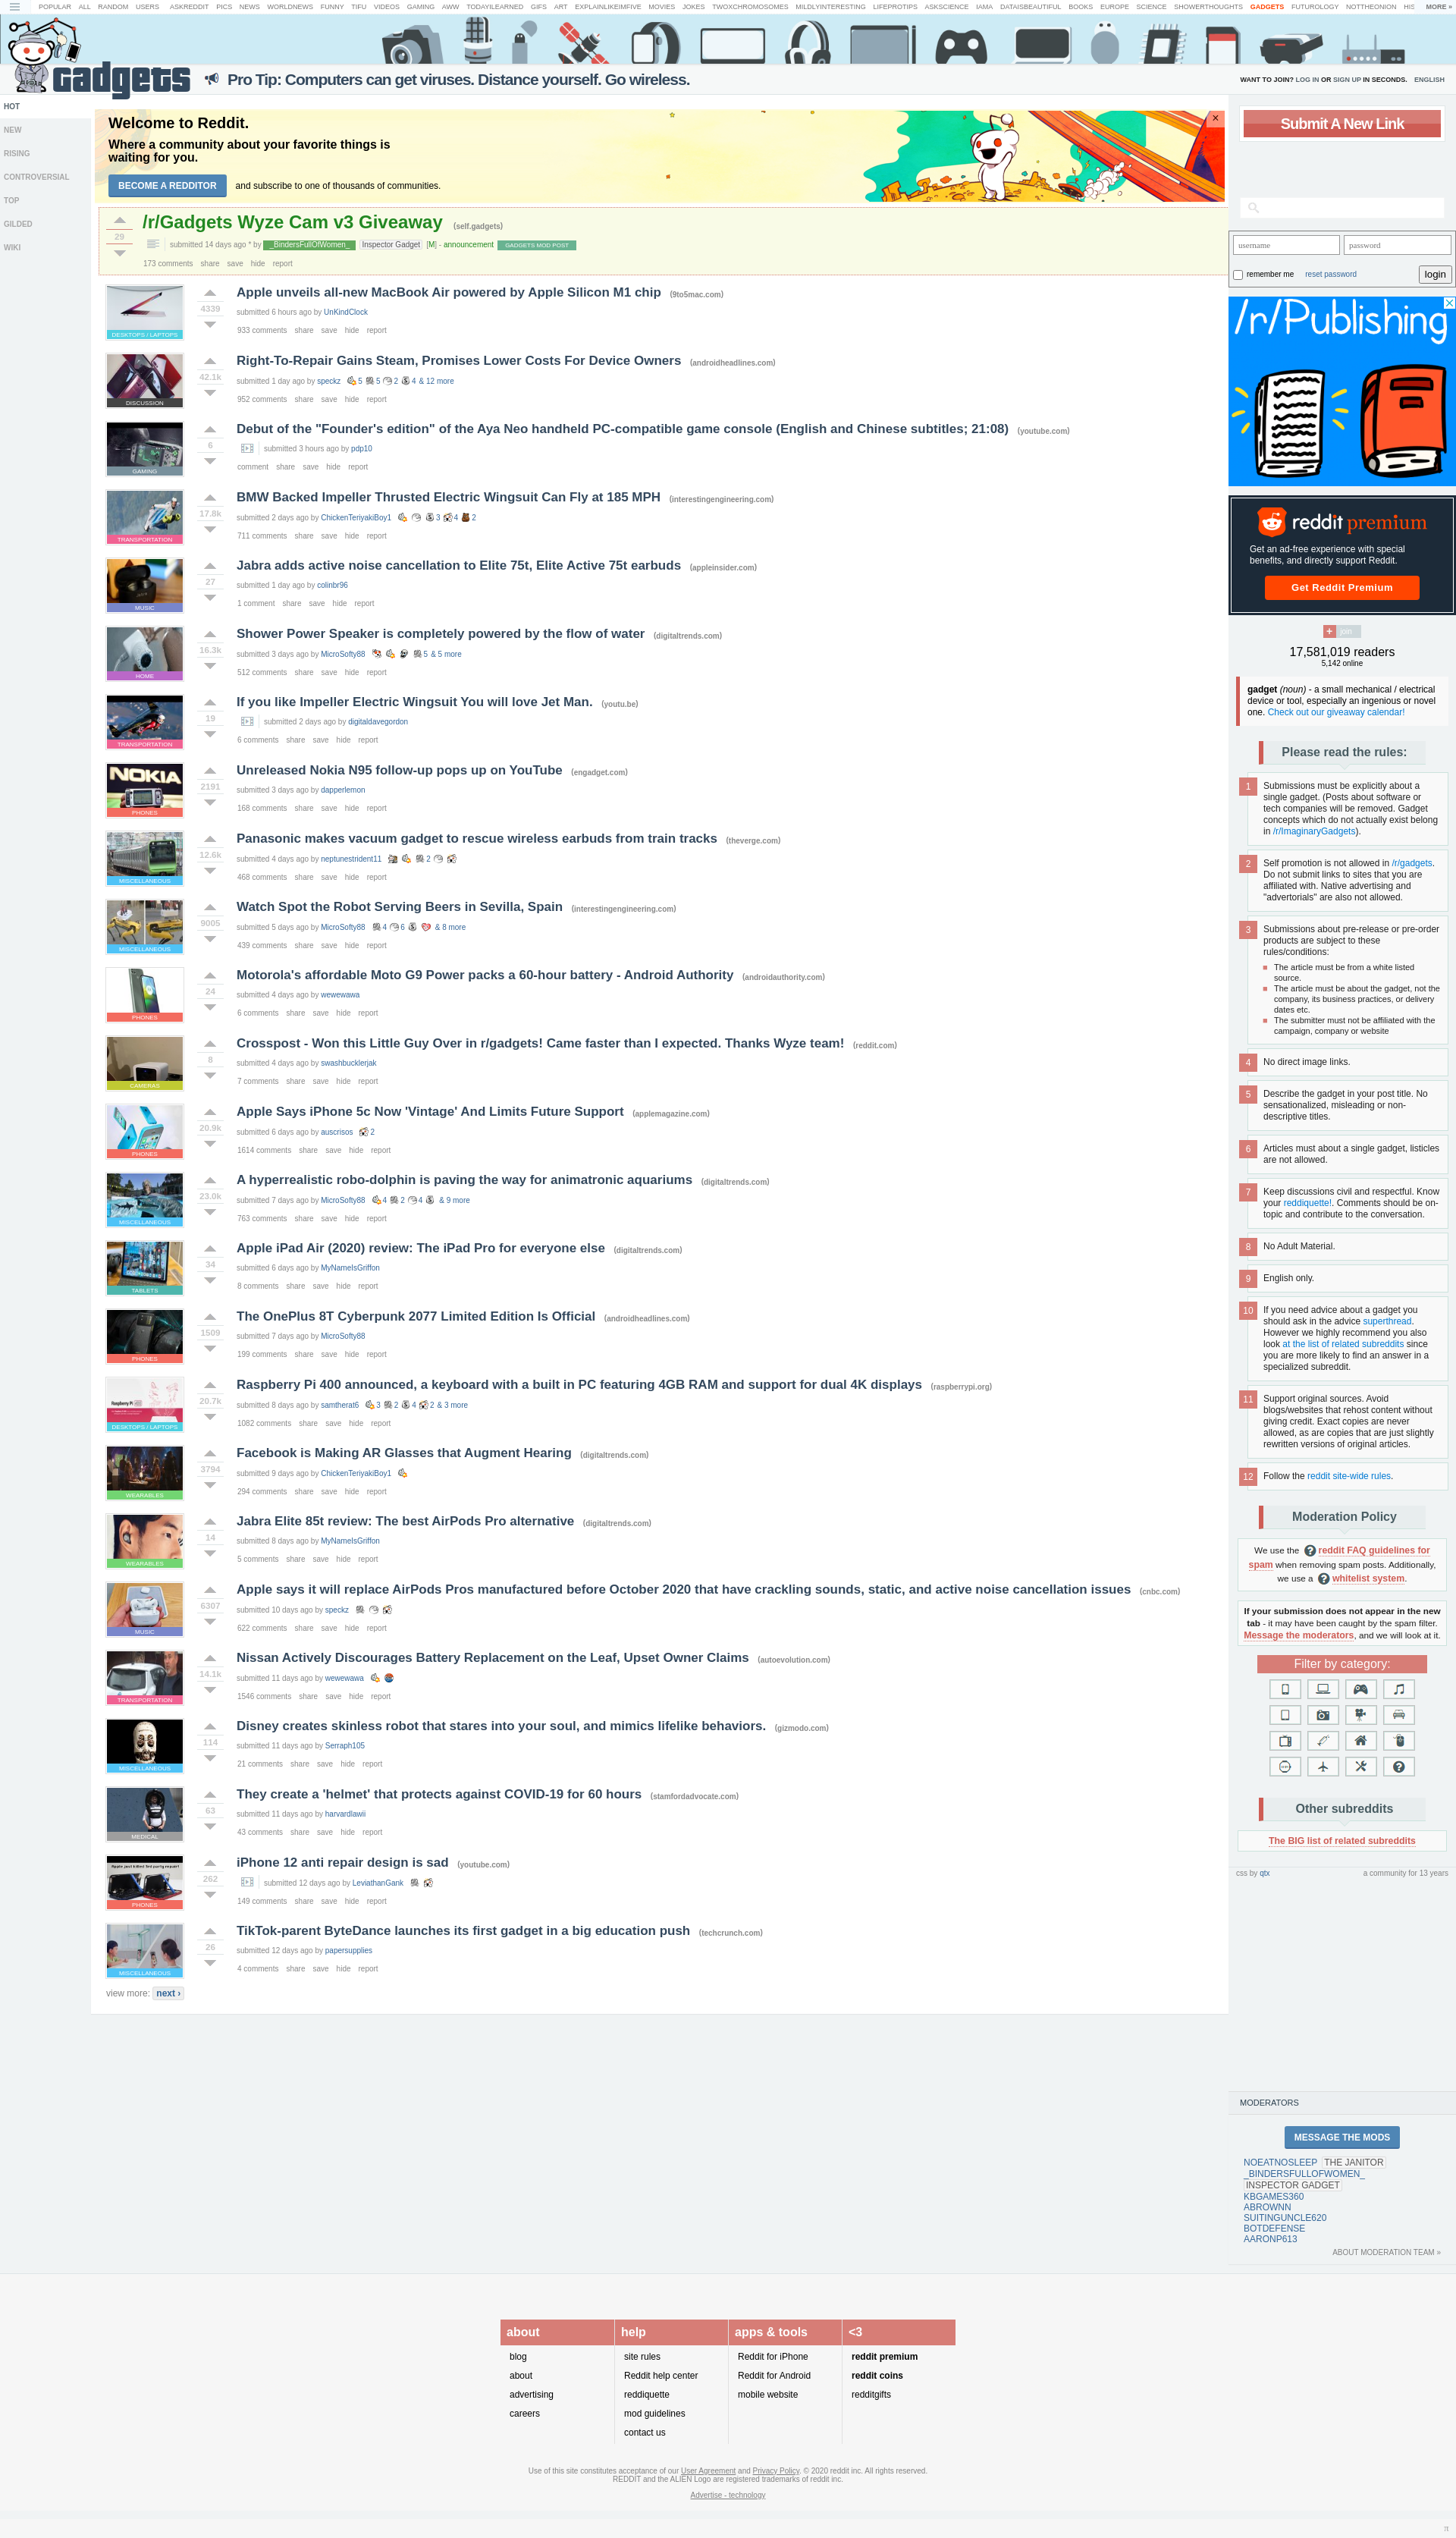 POPULAR ALL RANDOM USERS ASKREDDIT PICS NEWS WORLDNEWS FUNNY TIFU VIDEOS GAMING AWW TODAYILEARNED GIFS ART EXPLAINLIKEIMFIVE MOVIES JOKES TWOXCHROMOSOMES MILDLYINTERESTING LIFEPROTIPS ASKSCIENCE IAMA DATAISBEAUTIFUL BOOKS EUROPE SCIENCE SHOWERTHOUGHTS GADGETS FUTUROLOGY NOTTHEONION HIS MORE »
Gadgets
Pro Tip: Computers can get viruses. Distance yourself. Go wireless.
WANT TO JOIN? LOG IN OR SIGN UP IN SECONDS. ENGLISH
HOT
NEW
RISING
CONTROVERSIAL
TOP
GILDED
WIKI
Welcome to Reddit.
Where a community about your favorite things is
waiting for you.
BECOME A REDDITOR and subscribe to one of thousands of communities.
/r/Gadgets Wyze Cam v3 Giveaway (self.gadgets)
29
submitted 14 days ago * by _BindersFullOfWomen_ Inspector Gadget [M] - announcement GADGETS MOD POST
173 comments share save hide report
Apple unveils all-new MacBook Air powered by Apple Silicon M1 chip (9to5mac.com)
4339
submitted 6 hours ago by UnKindClock
933 comments share save hide report
DESKTOPS / LAPTOPS
Right-To-Repair Gains Steam, Promises Lower Costs For Device Owners (androidheadlines.com)
42.1k
submitted 1 day ago by speckz 5 5 2 4 & 12 more
952 comments share save hide report
DISCUSSION
Debut of the "Founder's edition" of the Aya Neo handheld PC-compatible game console (English and Chinese subtitles; 21:08) (youtube.com)
6
submitted 3 hours ago by pdp10
comment share save hide report
GAMING
BMW Backed Impeller Thrusted Electric Wingsuit Can Fly at 185 MPH (interestingengineering.com)
17.8k
submitted 2 days ago by ChickenTeriyakiBoy1 3 4 2
711 comments share save hide report
TRANSPORTATION
Jabra adds active noise cancellation to Elite 75t, Elite Active 75t earbuds (appleinsider.com)
27
submitted 1 day ago by colinbr96
1 comment share save hide report
MUSIC
Shower Power Speaker is completely powered by the flow of water (digitaltrends.com)
16.3k
submitted 3 days ago by MicroSofty88 5 & 5 more
512 comments share save hide report
HOME
If you like Impeller Electric Wingsuit You will love Jet Man. (youtu.be)
19
submitted 2 days ago by digitaldavegordon
6 comments share save hide report
TRANSPORTATION
Unreleased Nokia N95 follow-up pops up on YouTube (engadget.com)
NOKIA
2191
submitted 3 days ago by dapperlemon
168 comments share save hide report
PHONES
Panasonic makes vacuum gadget to rescue wireless earbuds from train tracks (theverge.com)
12.6k
submitted 4 days ago by neptunestrident11 2
468 comments share save hide report
MISCELLANEOUS
Watch Spot the Robot Serving Beers in Sevilla, Spain (interestingengineering.com)
9005
submitted 5 days ago by MicroSofty88 4 6 & 8 more
439 comments share save hide report
MISCELLANEOUS
Motorola's affordable Moto G9 Power packs a 60-hour battery - Android Authority (androidauthority.com)
24
submitted 4 days ago by wewewawa
6 comments share save hide report
PHONES
Crosspost - Won this Little Guy Over in r/gadgets! Came faster than I expected. Thanks Wyze team! (reddit.com)
8
submitted 4 days ago by swashbucklerjak
7 comments share save hide report
CAMERAS
Apple Says iPhone 5c Now 'Vintage' And Limits Future Support (applemagazine.com)
20.9k
submitted 6 days ago by auscrisos 2
1614 comments share save hide report
PHONES
A hyperrealistic robo-dolphin is paving the way for animatronic aquariums (digitaltrends.com)
23.0k
submitted 7 days ago by MicroSofty88 4 2 4 & 9 more
763 comments share save hide report
MISCELLANEOUS
Apple iPad Air (2020) review: The iPad Pro for everyone else (digitaltrends.com)
34
submitted 6 days ago by MyNameIsGriffon
8 comments share save hide report
TABLETS
The OnePlus 8T Cyberpunk 2077 Limited Edition Is Official (androidheadlines.com)
1509
submitted 7 days ago by MicroSofty88
199 comments share save hide report
PHONES
Raspberry Pi 400 announced, a keyboard with a built in PC featuring 4GB RAM and support for dual 4K displays (raspberrypi.org)
20.7k
submitted 8 days ago by samtherat6 3 2 4 2 & 3 more
1082 comments share save hide report
DESKTOPS / LAPTOPS
Facebook is Making AR Glasses that Augment Hearing (digitaltrends.com)
3794
submitted 9 days ago by ChickenTeriyakiBoy1
294 comments share save hide report
WEARABLES
Jabra Elite 85t review: The best AirPods Pro alternative (digitaltrends.com)
14
submitted 8 days ago by MyNameIsGriffon
5 comments share save hide report
WEARABLES
Apple says it will replace AirPods Pros manufactured before October 2020 that have crackling sounds, static, and active noise cancellation issues (cnbc.com)
6307
submitted 10 days ago by speckz
622 comments share save hide report
MUSIC
Nissan Actively Discourages Battery Replacement on the Leaf, Upset Owner Claims (autoevolution.com)
14.1k
submitted 11 days ago by wewewawa
1546 comments share save hide report
TRANSPORTATION
Disney creates skinless robot that stares into your soul, and mimics lifelike behaviors. (gizmodo.com)
114
submitted 11 days ago by Serraph105
21 comments share save hide report
MISCELLANEOUS
They create a 'helmet' that protects against COVID-19 for 60 hours (stamfordadvocate.com)
63
submitted 11 days ago by harvardlawii
43 comments share save hide report
MEDICAL
iPhone 12 anti repair design is sad (youtube.com)
262
submitted 12 days ago by LeviathanGank
149 comments share save hide report
PHONES
TikTok-parent ByteDance launches its first gadget in a big education push (techcrunch.com)
26
submitted 12 days ago by papersupplies
4 comments share save hide report
MISCELLANEOUS
view more: next ›
Submit A New Link
username password
remember me reset password login
/r/Publishing
reddit premium
Get an ad-free experience with special
benefits, and directly support Reddit.
Get Reddit Premium
+ join
17,581,019 readers
5,142 online
gadget (noun) - a small mechanical / electrical
device or tool, especially an ingenious or novel
one. Check out our giveaway calendar!
Please read the rules:
1 Submissions must be explicitly about a
single gadget. (Posts about software or
tech companies will be removed. Gadget
concepts which do not actually exist belong
in /r/ImaginaryGadgets).
2 Self promotion is not allowed in /r/gadgets.
Do not submit links to sites that you are
affiliated with. Native advertising and
"advertorials" are also not allowed.
3 Submissions about pre-release or pre-order
products are subject to these
rules/conditions:
The article must be from a white listed
source.
The article must be about the gadget, not the
company, its business practices, or delivery
dates etc.
The submitter must not be affiliated with the
campaign, company or website
4 No direct image links.
5 Describe the gadget in your post title. No
sensationalized, misleading or non-
descriptive titles.
6 Articles must about a single gadget, listicles
are not allowed.
7 Keep discussions civil and respectful. Know
your reddiquette!. Comments should be on-
topic and contribute to the conversation.
8 No Adult Material.
9 English only.
10 If you need advice about a gadget you
should ask in the advice superthread.
However we highly recommend you also
look at the list of related subreddits since
you are more likely to find an answer in a
specialized subreddit.
11 Support original sources. Avoid
blogs/websites that rehost content without
giving credit. Exact copies are never
allowed, as are copies that are just slightly
rewritten versions of original articles.
12 Follow the reddit site-wide rules.
Moderation Policy
We use the reddit FAQ guidelines for
spam when removing spam posts. Additionally,
we use a whitelist system.
If your submission does not appear in the new
tab - it may have been caught by the spam filter.
Message the moderators, and we will look at it.
Filter by category:
Other subreddits
The BIG list of related subreddits
css by qtx a community for 13 years
MODERATORS
MESSAGE THE MODS
NOEATNOSLEEP THE JANITOR
_BINDERSFULLOFWOMEN_
INSPECTOR GADGET
KBGAMES360
ABROWNN
SUITINGUNCLE620
BOTDEFENSE
AARONP613
ABOUT MODERATION TEAM »
about
blog
about
advertising
careers
help
site rules
Reddit help center
reddiquette
mod guidelines
contact us
apps & tools
Reddit for iPhone
Reddit for Android
mobile website
<3
reddit premium
reddit coins
redditgifts
Use of this site constitutes acceptance of our User Agreement and Privacy Policy. © 2020 reddit inc. All rights reserved.
REDDIT and the ALIEN Logo are registered trademarks of reddit inc.
Advertise - technology
π